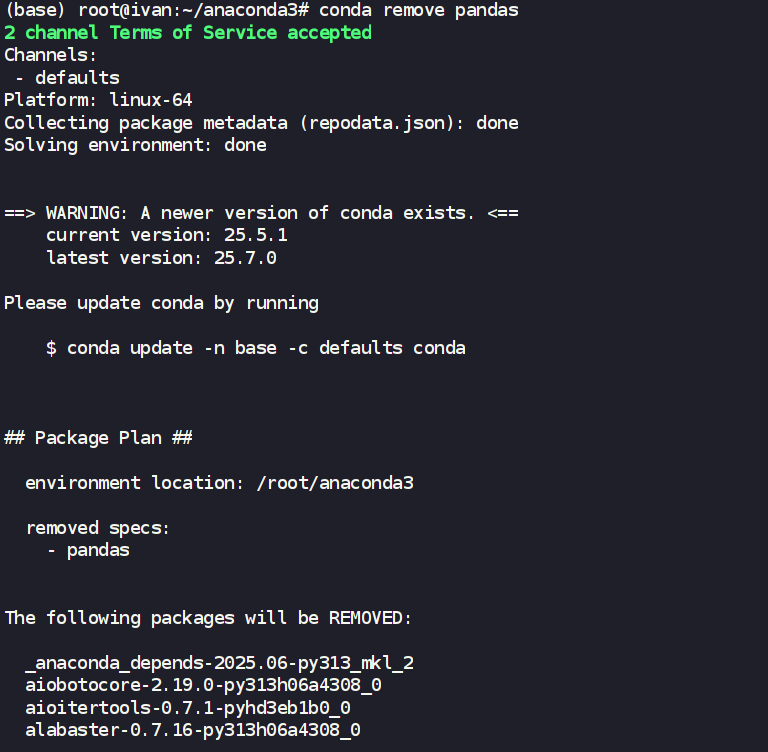 (base) root@ivan:~/anaconda3# conda remove pandas
2 channel Terms of Service accepted
Channels:
 - defaults
Platform: linux-64
Collecting package metadata (repodata.json): done
Solving environment: done
==> WARNING: A newer version of conda exists. <==
    current version: 25.5.1
    latest version: 25.7.0
Please update conda by running
    $ conda update -n base -c defaults conda
## Package Plan ##
  environment location: /root/anaconda3
  removed specs:
    - pandas
The following packages will be REMOVED:
  _anaconda_depends-2025.06-py313_mkl_2
  aiobotocore-2.19.0-py313h06a4308_0
  aioitertools-0.7.1-pyhd3eb1b0_0
  alabaster-0.7.16-py313h06a4308_0